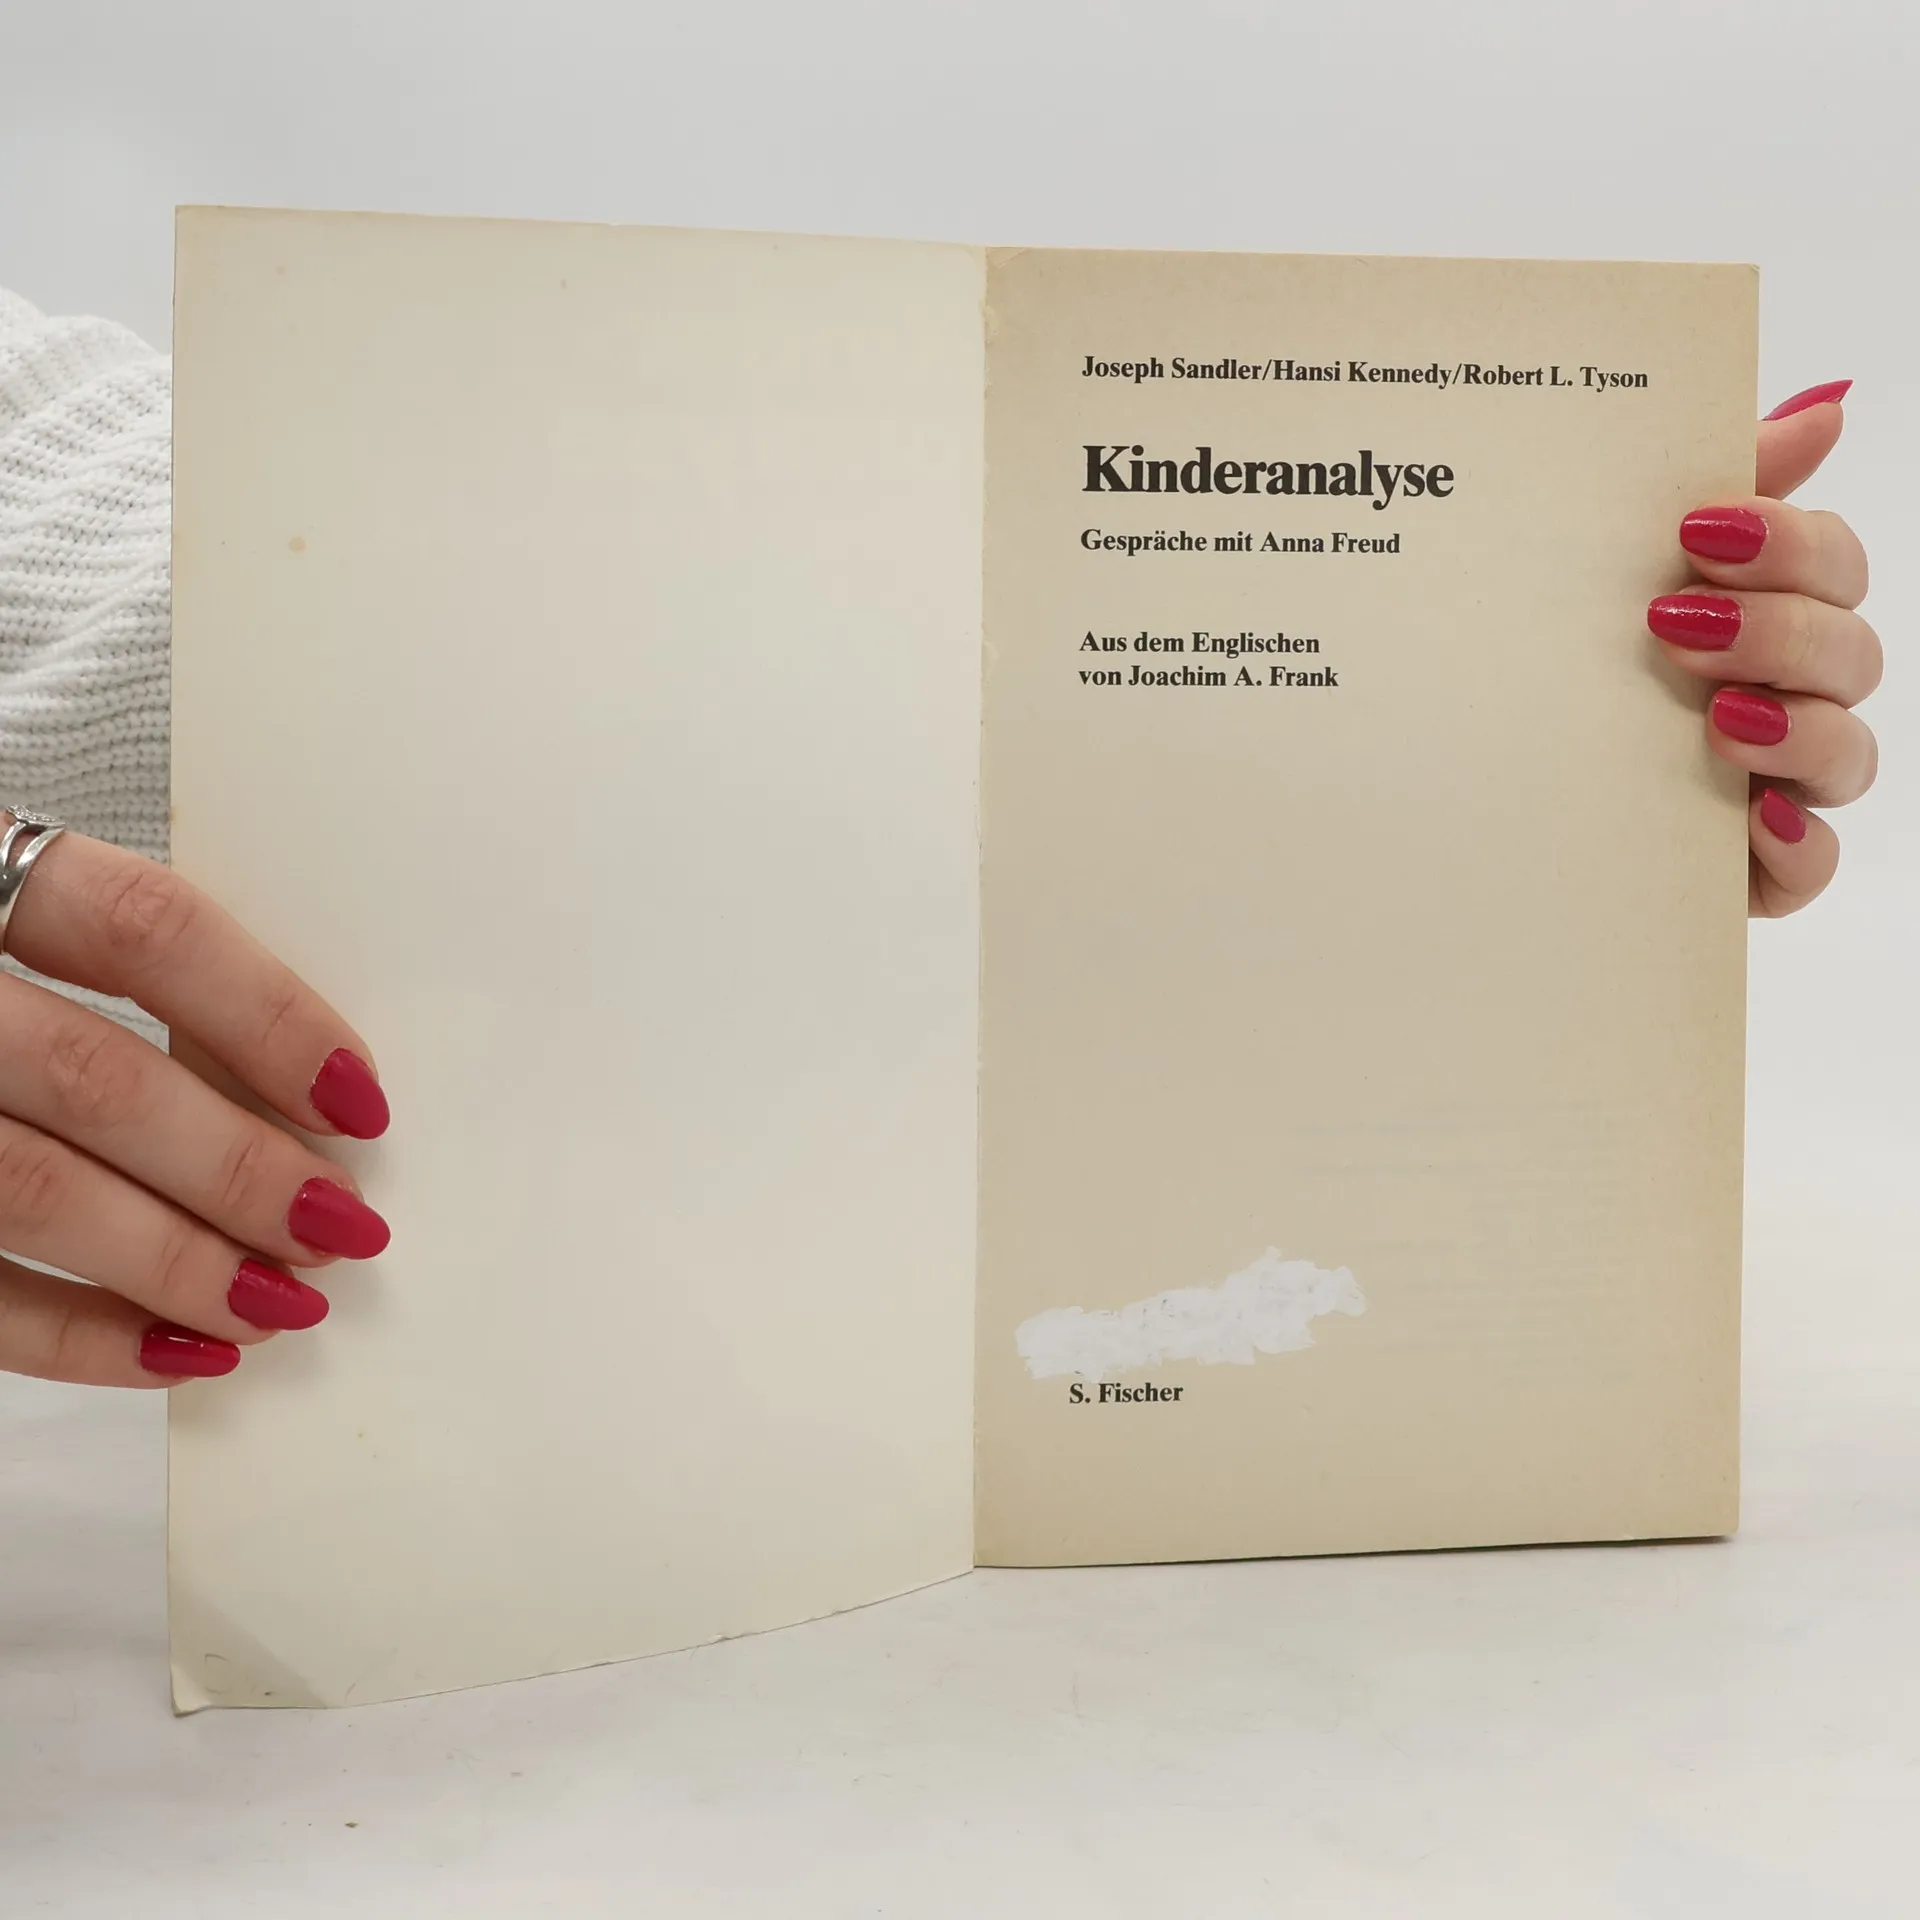 Joseph Sandler/Hansi Kennedy/Robert L. Tyson
Kinderanalyse
Gespräche mit Anna Freud
Aus dem Englischen
von Joachim A. Frank
S. Fischer